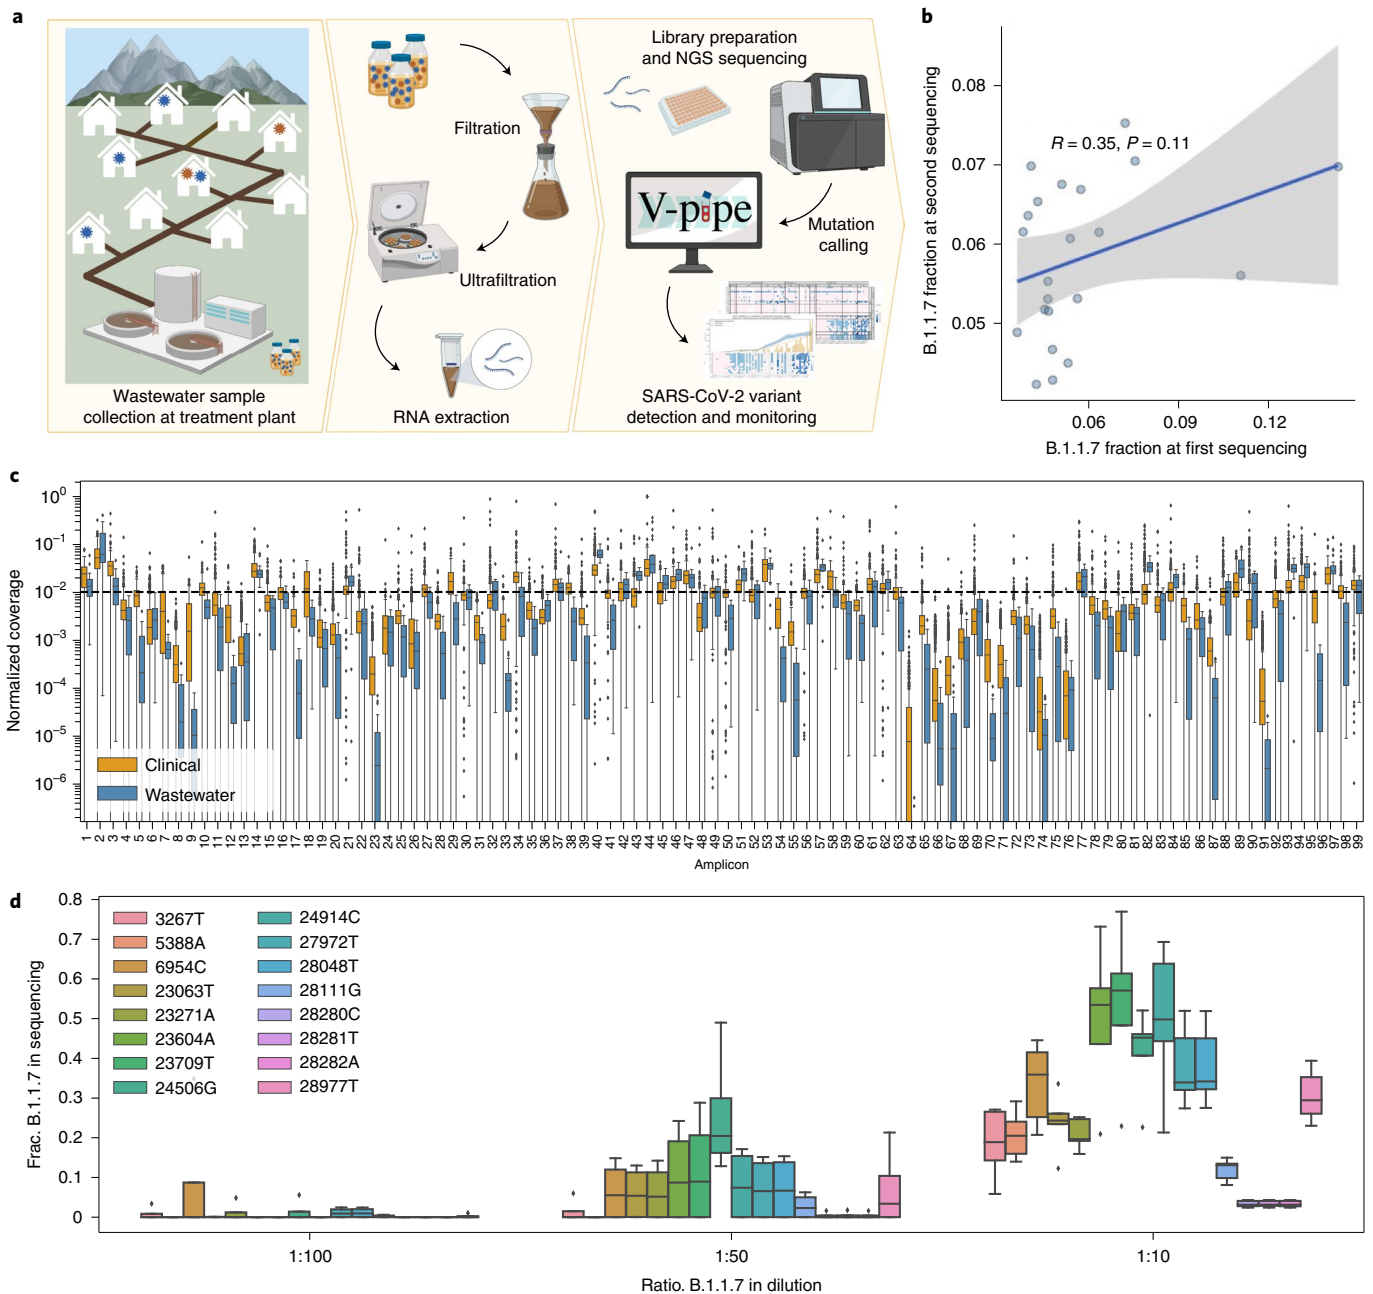 a
Wastewater sample
collection at treatment plant
Filtration
Ultrafiltration
RNA extraction
Library preparation
and NGS sequencing
V-pipe
Mutation
calling
SARS-CoV-2 variant
detection and monitoring
b
B.1.1.7 fraction at second sequencing
0.08
0.07
0.06
0.05
R = 0.35, P = 0.11
0.06 0.09 0.12
B.1.1.7 fraction at first sequencing
c
Normalized coverage
10^0
10^-1
10^-2
10^-3
10^-4
10^-5
10^-6
Clinical
Wastewater
1 2 3 4 5 6 7 8 9 10 11 12 13 14 15 16 17 18 19 20 21 22 23 24 25 26 27 28 29 30 31 32 33 34 35 36 37 38 39 40 41 42 43 44 45 46 47 48 49 50 51 52 53 54 55 56 57 58 59 60 61 62 63 64 65 66 67 68 69 70 71 72 73 74 75 76 77 78 79 80 81 82 83 84 85 86 87 88 89 90 91 92 93 94 95 96 97 98 99
Amplicon
d
Frac. B.1.1.7 in sequencing
0.8
0.7
0.6
0.5
0.4
0.3
0.2
0.1
0
3267T
5388A
6954C
23063T
23271A
23604A
23709T
24506G
24914C
27972T
28048T
28111G
28280C
28281T
28282A
28977T
1:100 1:50 1:10
Ratio. B.1.1.7 in dilution